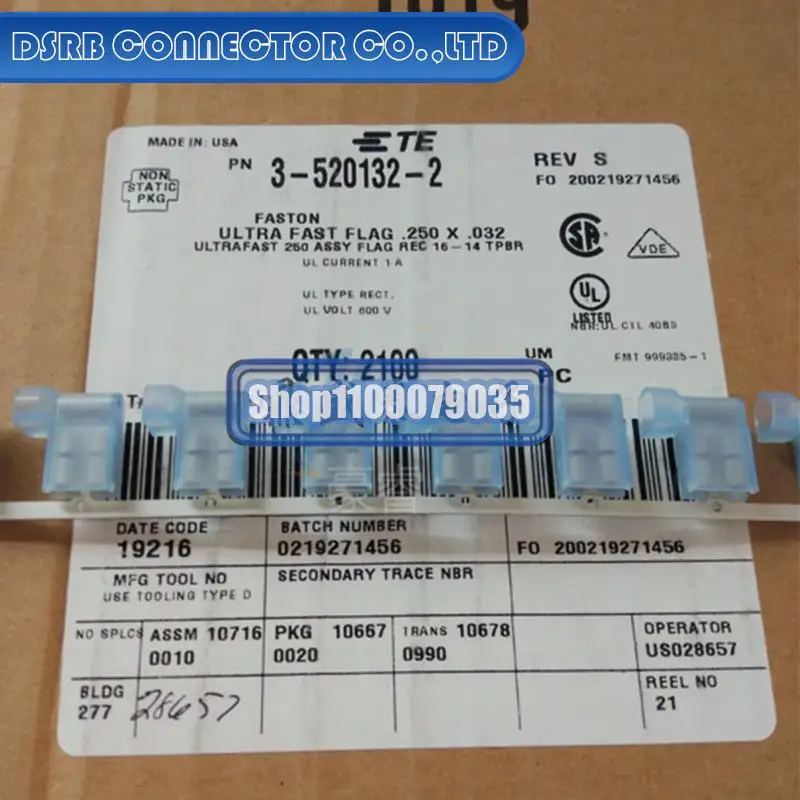 1019
DSRB CONNECTOR CO.,LTD
MADE IN: USA
TE
PN 3-520132-2
REV S
FO 200219271456
NON
STATIC
PKG
FASTON
ULTRA FAST FLAG .250 X .032
ULTRAFAST 250 ASSY FLAG REC 16-14 TPBR
UL CURRENT 1 A
UL TYPE RECT.
UL VOLT 600 V
SA
VDE
UL
LISTED
QTY: 2100
UM
PC
FMT 999385-1
Shop1100079035
DATE CODE
19216
BATCH NUMBER
0219271456
FO 200219271456
MFG TOOL NO
USE TOOLING TYPE D
SECONDARY TRACE NBR
NO SPLCS
ASSM 10716
0010
PKG 10667
0020
TRANS 10678
0990
OPERATOR
US028657
BLDG
277
28657
REEL NO
21